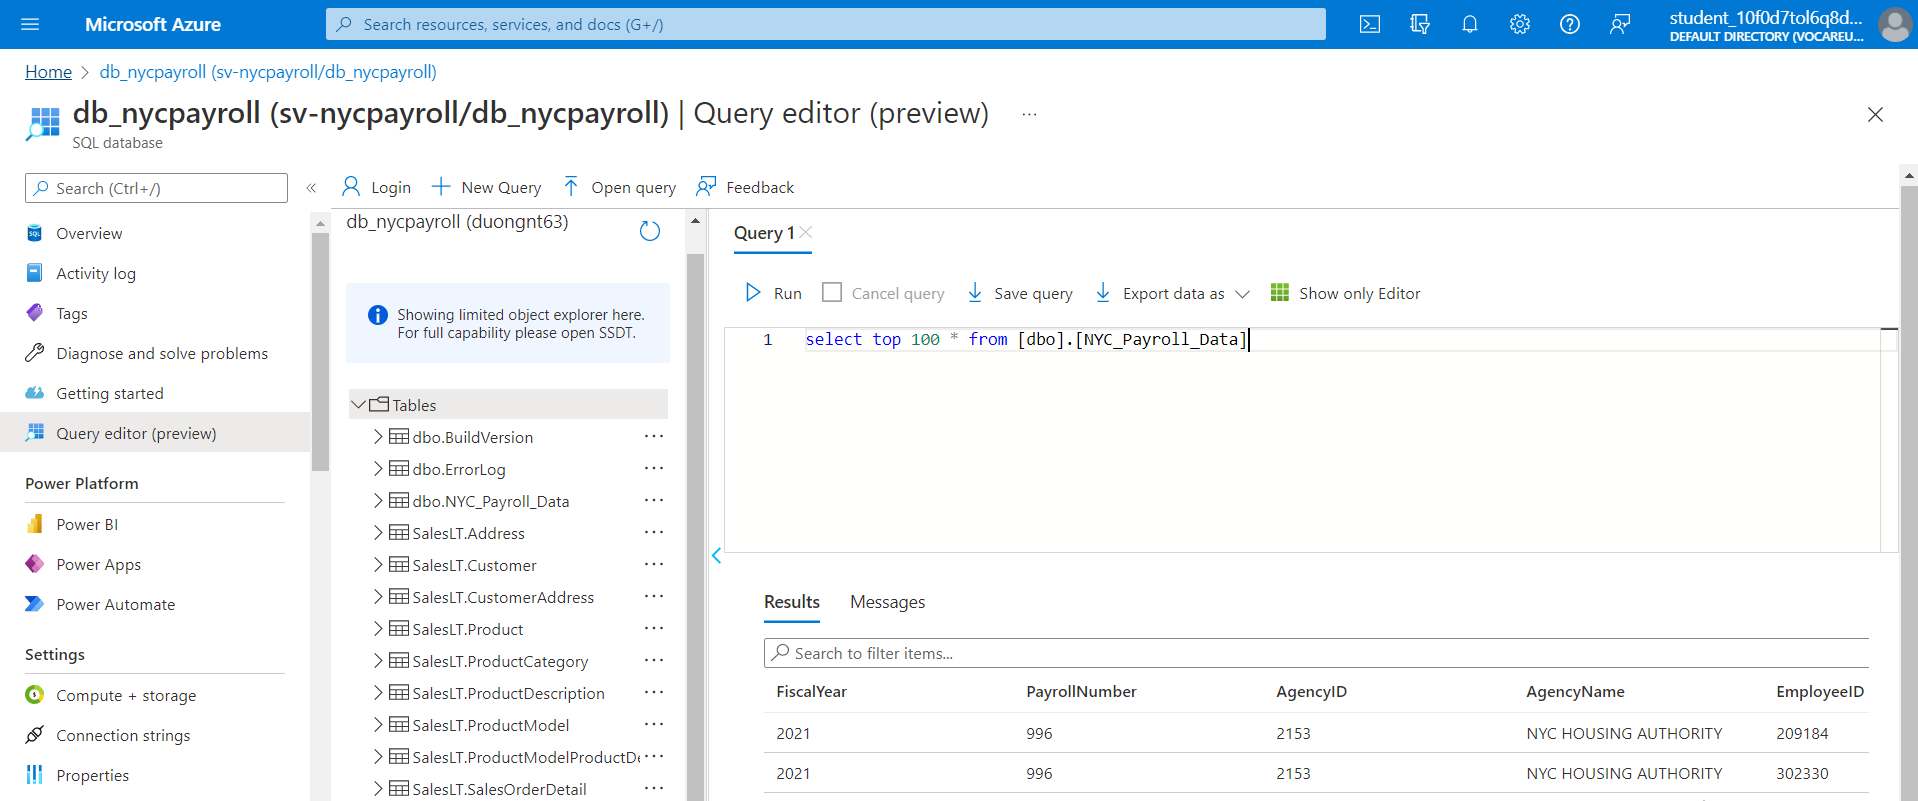 Microsoft Azure
Search resources, services, and docs (G+/)
student_10f0d7tol6q8d...
DEFAULT DIRECTORY (VOCAREU...
Home > db_nycpayroll (sv-nycpayroll/db_nycpayroll)
db_nycpayroll (sv-nycpayroll/db_nycpayroll) | Query editor (preview) ...
SQL database
Search (Ctrl+/)
«
Overview
Activity log
Tags
Diagnose and solve problems
Getting started
Query editor (preview)
Power Platform
Power BI
Power Apps
Power Automate
Settings
Compute + storage
Connection strings
Properties
Login
New Query
Open query
Feedback
db_nycpayroll (duongnt63)
Showing limited object explorer here.
For full capability please open SSDT.
Tables
dbo.BuildVersion ...
dbo.ErrorLog ...
dbo.NYC_Payroll_Data ...
SalesLT.Address ...
SalesLT.Customer ...
SalesLT.CustomerAddress ...
SalesLT.Product ...
SalesLT.ProductCategory ...
SalesLT.ProductDescription ...
SalesLT.ProductModel ...
SalesLT.ProductModelProductDe ...
SalesLT.SalesOrderDetail ...
Query 1
Run
Cancel query
Save query
Export data as
Show only Editor
1 select top 100 * from [dbo].[NYC_Payroll_Data]
Results Messages
Search to filter items...
FiscalYear PayrollNumber AgencyID AgencyName EmployeeID
2021 996 2153 NYC HOUSING AUTHORITY 209184
2021 996 2153 NYC HOUSING AUTHORITY 302330